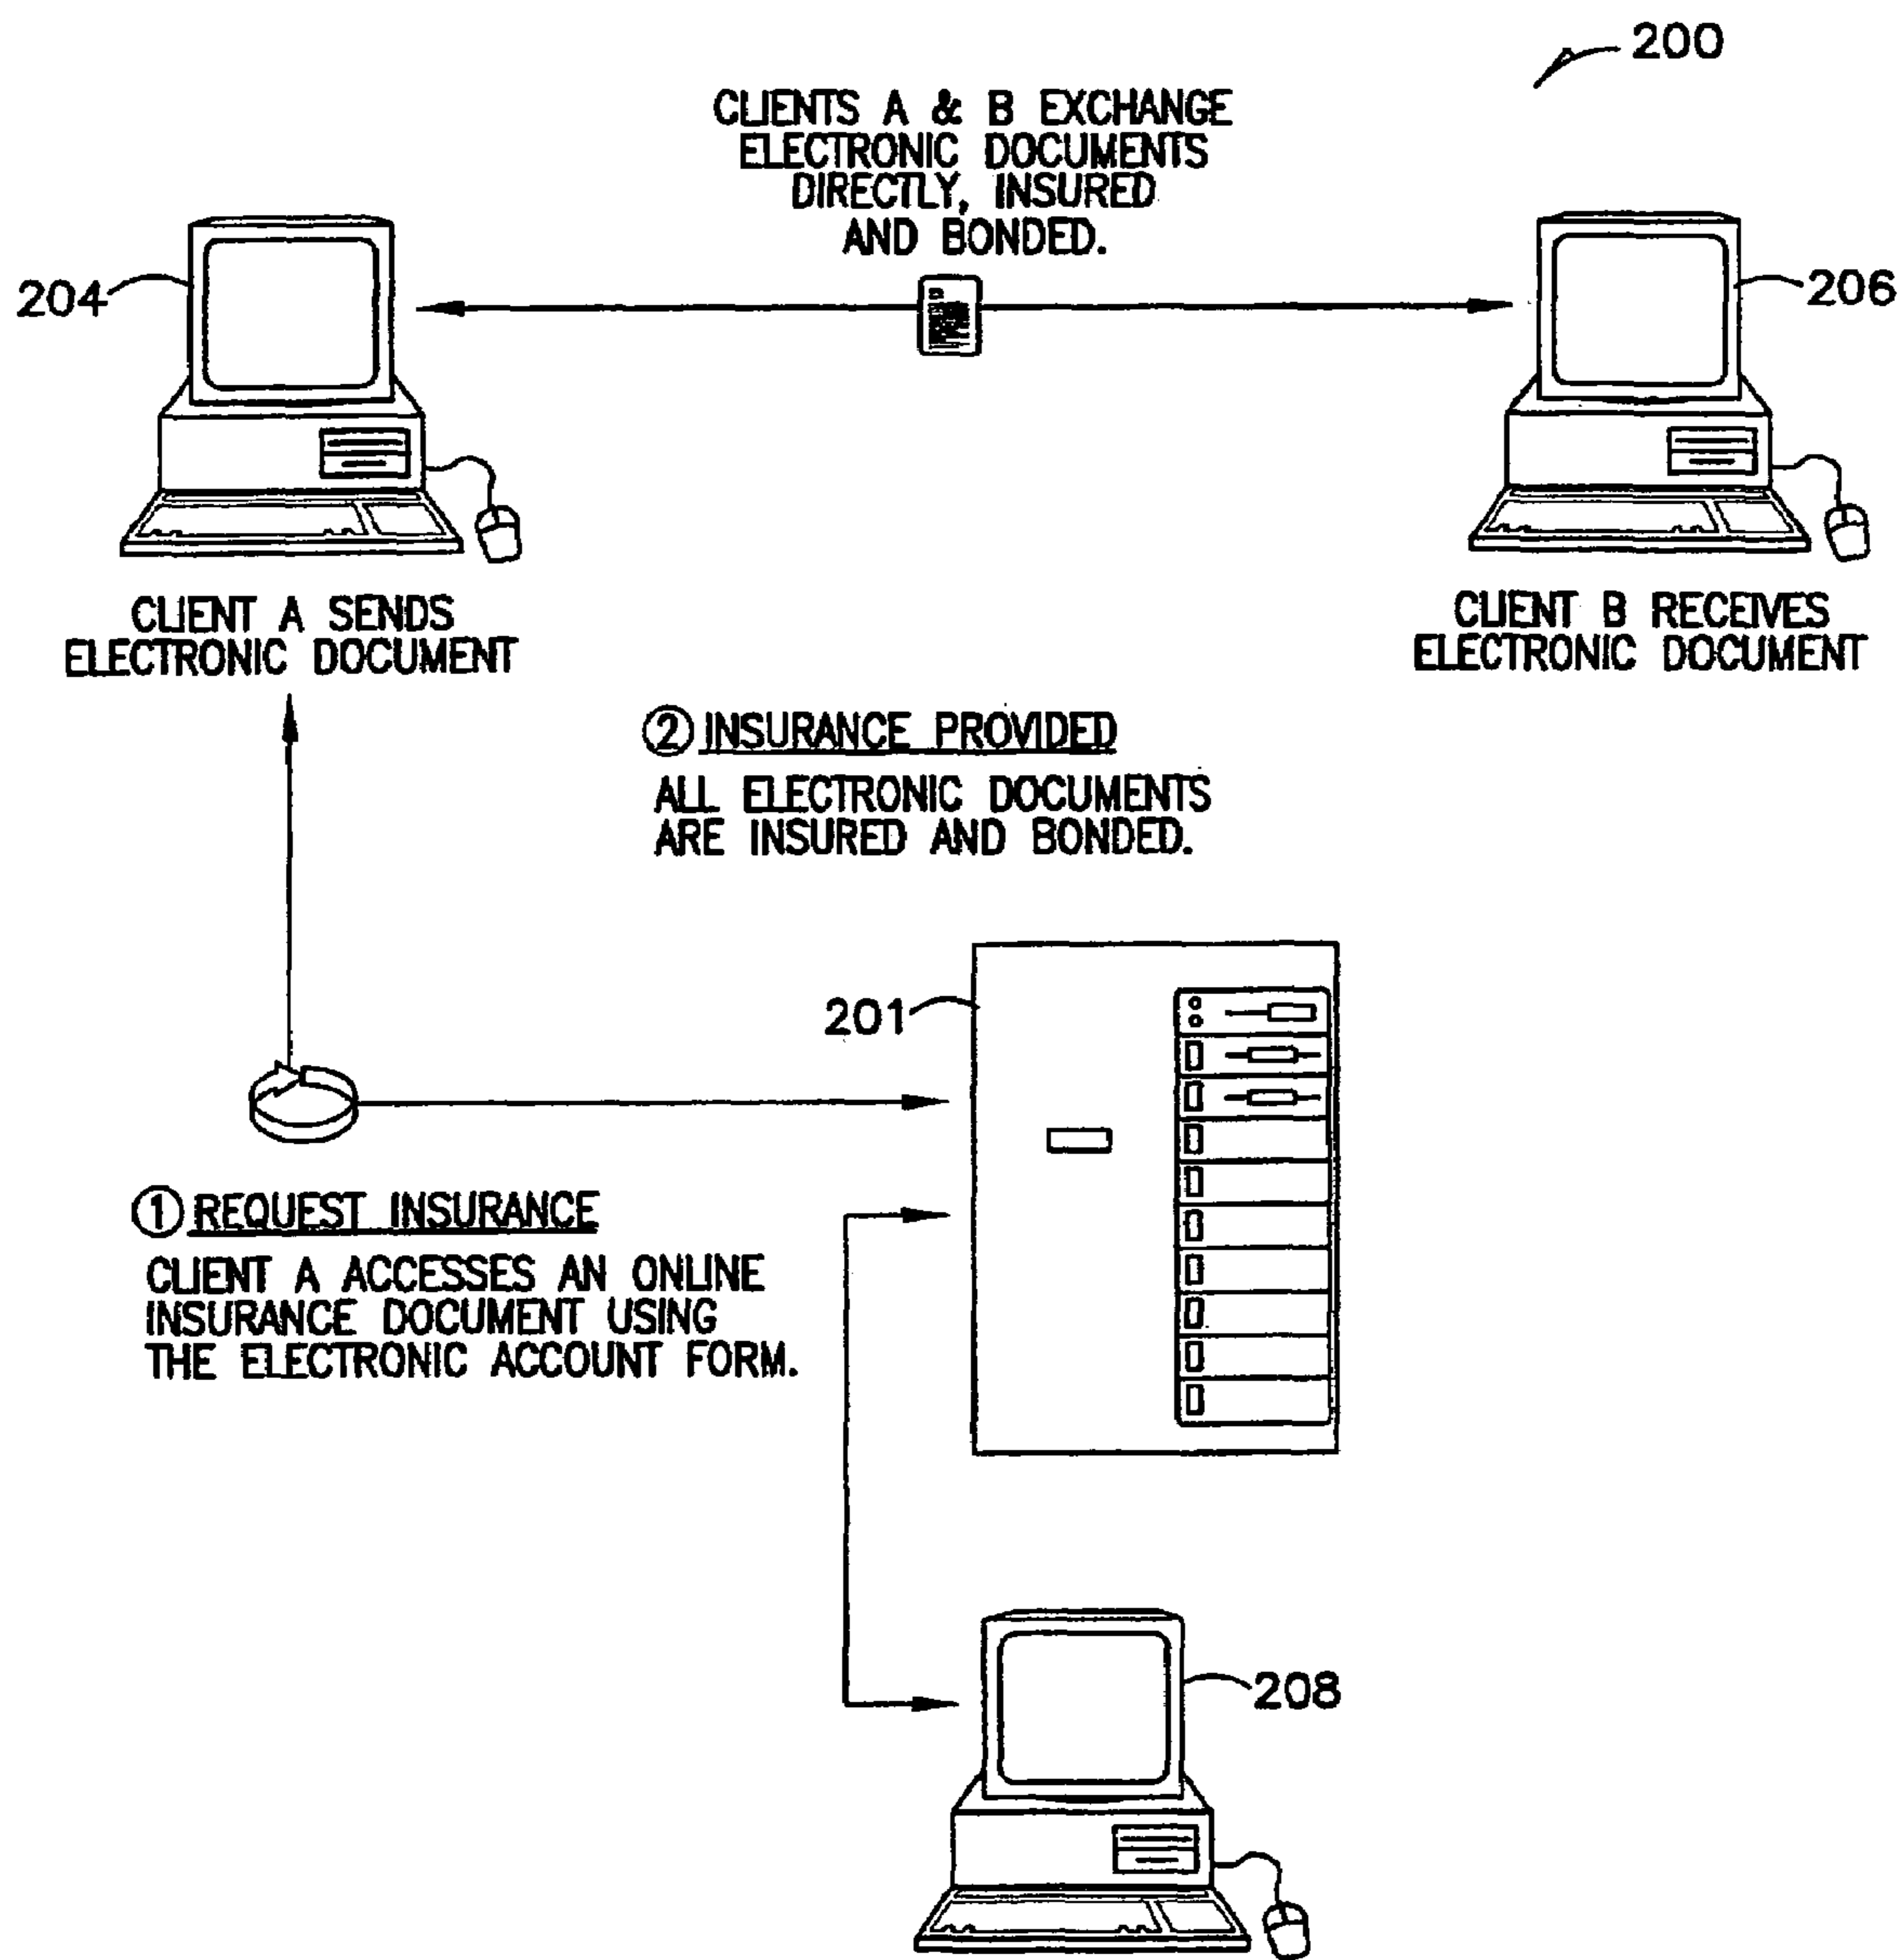 200
CLIENTS A & B EXCHANGE
ELECTRONIC DOCUMENTS
DIRECTLY, INSURED
AND BONDED.
204
206
CLIENT A SENDS
ELECTRONIC DOCUMENT
CLIENT B RECEIVES
ELECTRONIC DOCUMENT
② INSURANCE PROVIDED
ALL ELECTRONIC DOCUMENTS
ARE INSURED AND BONDED.
201
① REQUEST INSURANCE
CLIENT A ACCESSES AN ONLINE
INSURANCE DOCUMENT USING
THE ELECTRONIC ACCOUNT FORM.
208